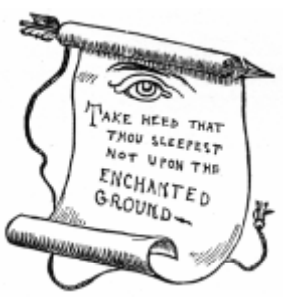 TAKE HEED THAT
THOU SLEEPEST
NOT UPON THE
ENCHANTED
GROUND